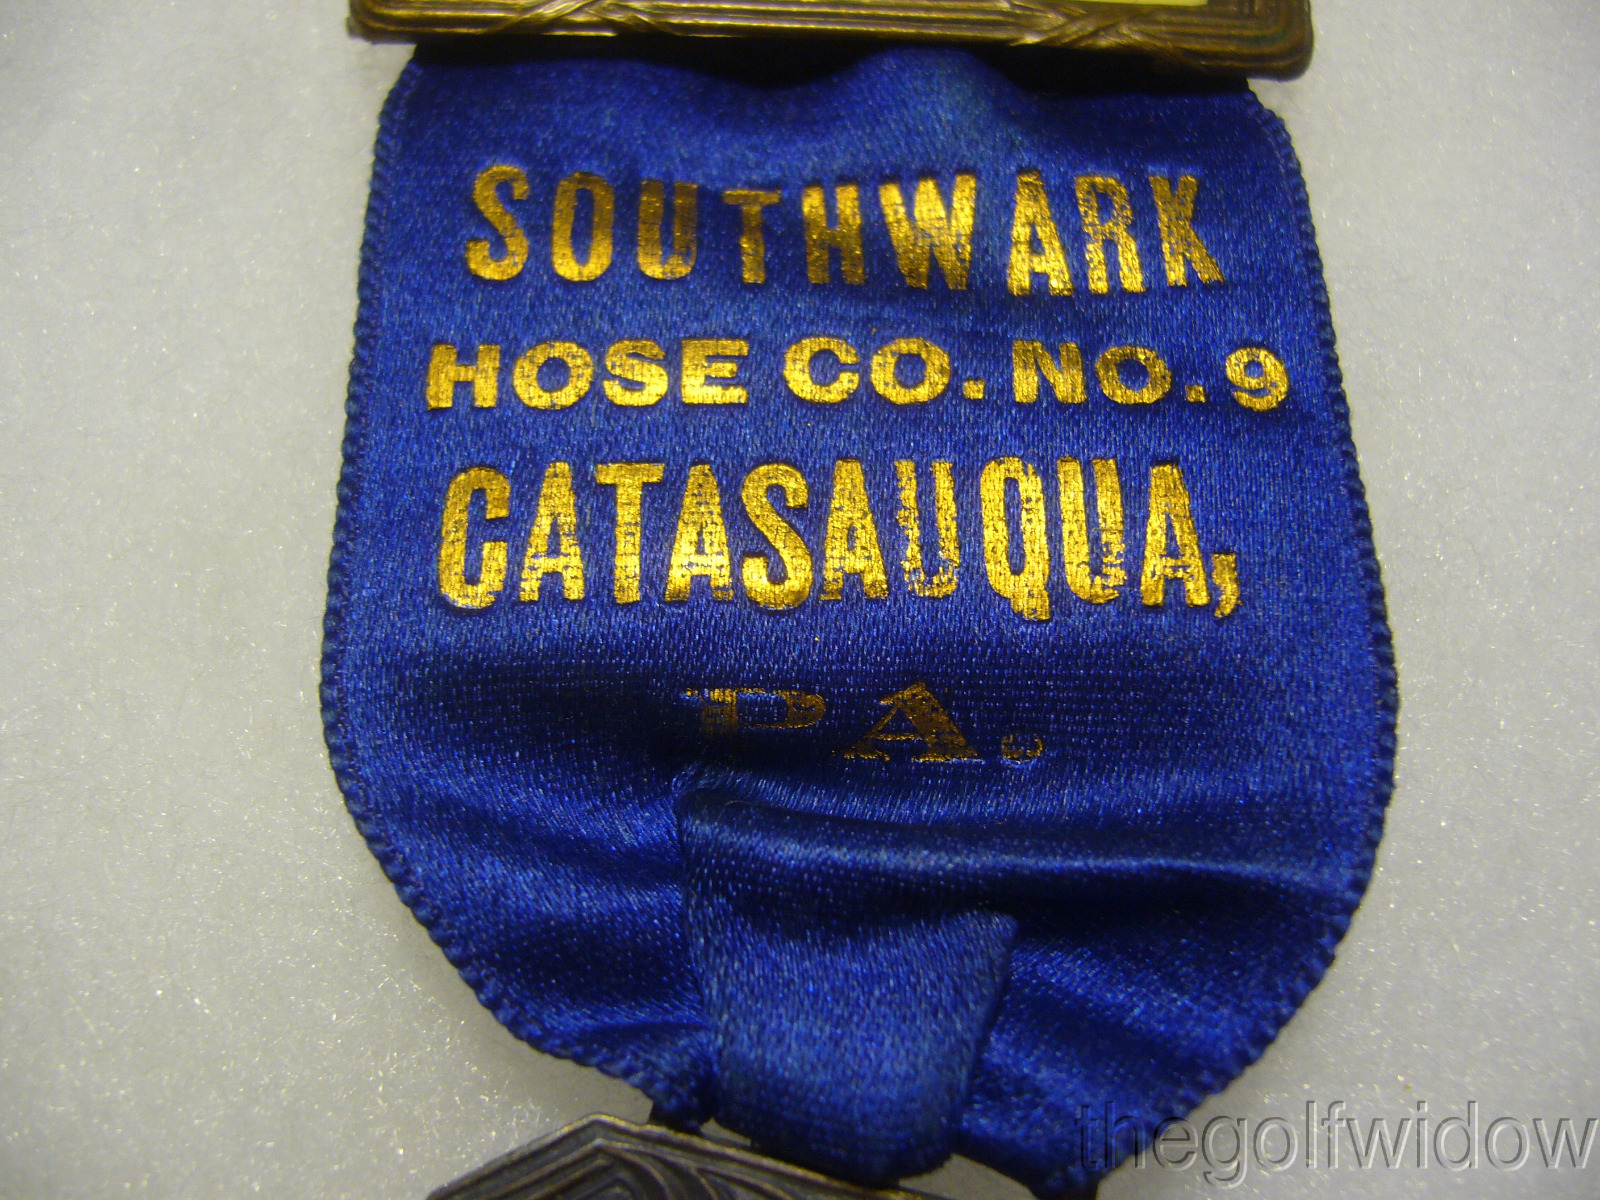 SOUTHWARK
HOSE CO. NO. 9
CATASAUQUA,
PA.
thegolfwidow